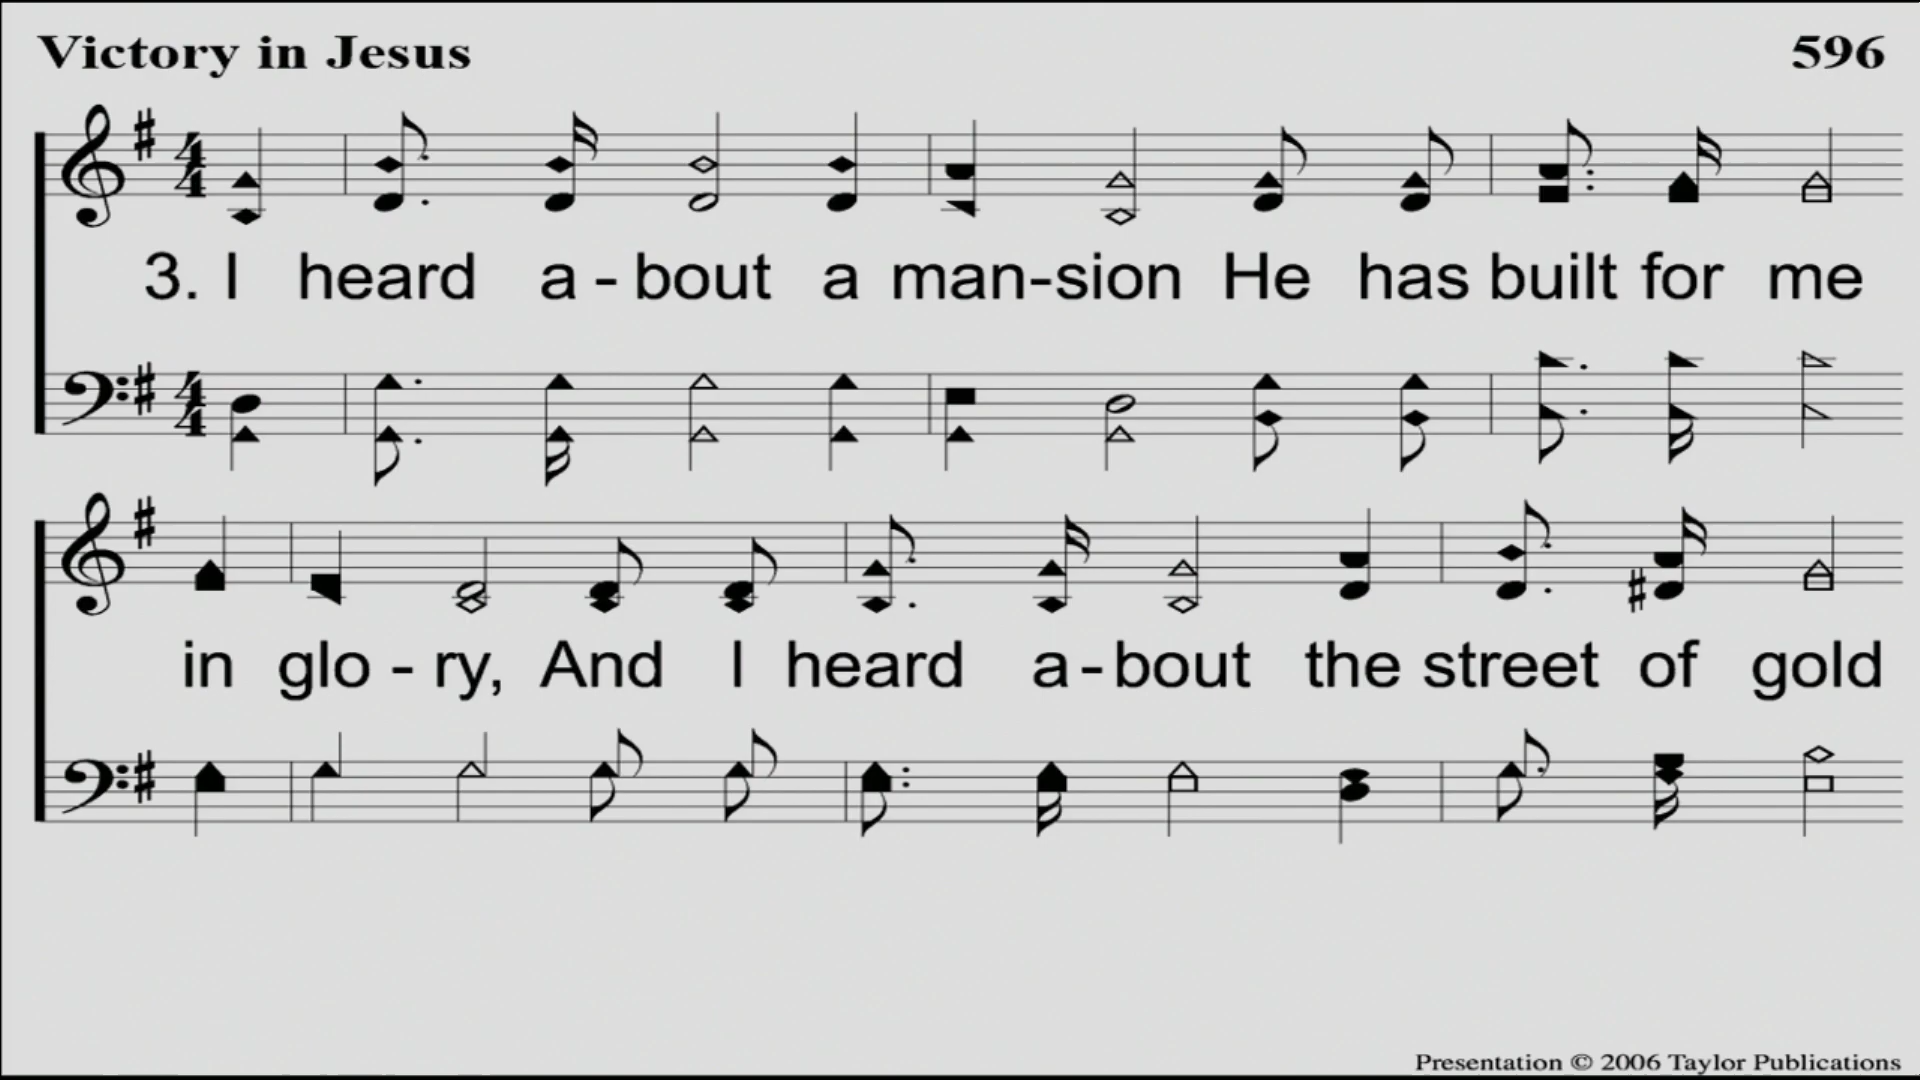 Victory in Jesus 596
3. I heard a - bout a man-sion He has built for me
in glo - ry, And I heard a - bout the street of gold
Presentation © 2006 Taylor Publications